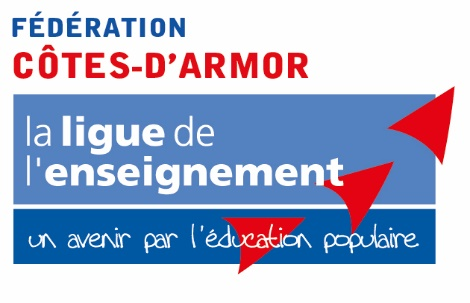 FÉDÉRATION
CÔTES-D'ARMOR
la ligue de
l'enseignement
un avenir par l'éducation populaire